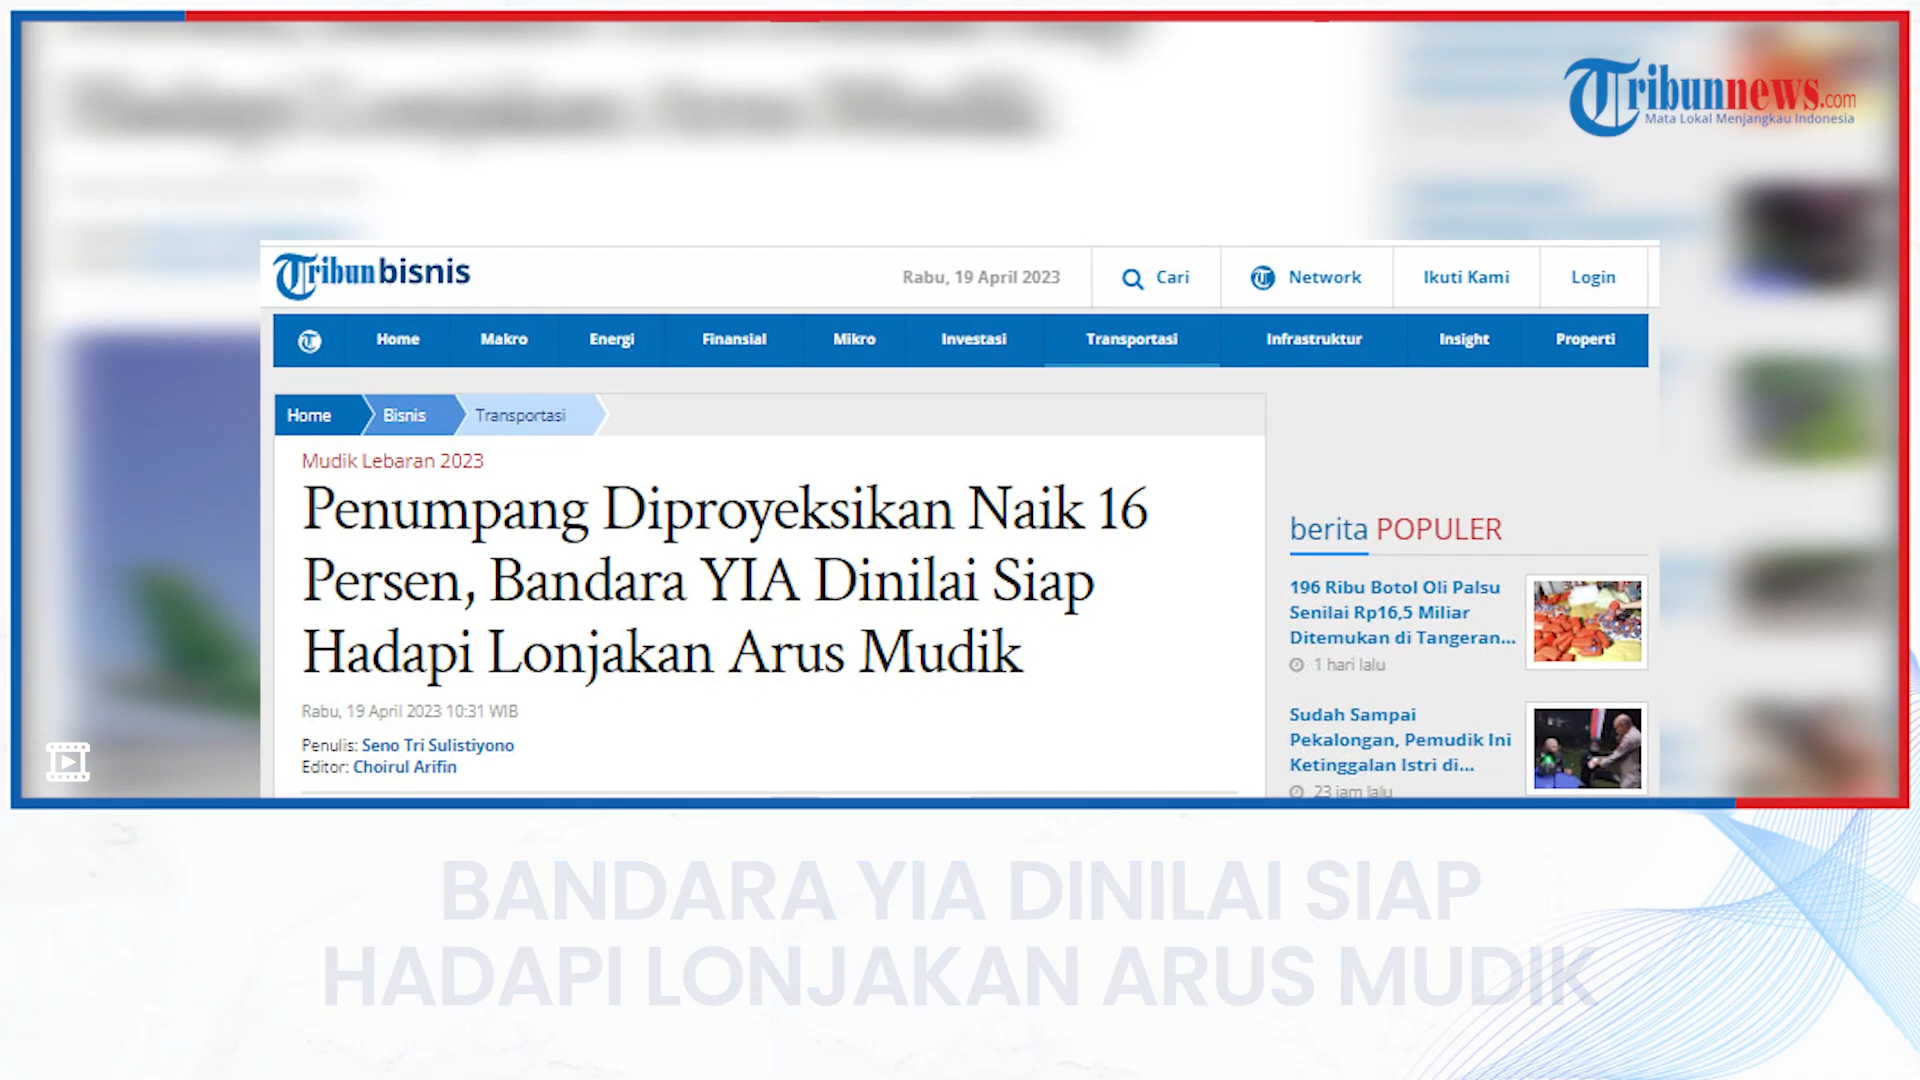 Tribunnews.com
Mata Lokal Menjangkau Indonesia
Tribunbisnis
Rabu, 19 April 2023
Cari
Network
Ikuti Kami
Login
Home
Makro
Energi
Finansial
Mikro
Investasi
Transportasi
Infrastruktur
Insight
Properti
Home
Bisnis
Transportasi
Mudik Lebaran 2023
Penumpang Diproyeksikan Naik 16
Persen, Bandara YIA Dinilai Siap
Hadapi Lonjakan Arus Mudik
Rabu, 19 April 2023 10:31 WIB
Penulis: Seno Tri Sulistiyono
Editor: Choirul Arifin
berita POPULER
196 Ribu Botol Oli Palsu
Senilai Rp16,5 Miliar
Ditemukan di Tangeran...
1 hari lalu
Sudah Sampai
Pekalongan, Pemudik Ini
Ketinggalan Istri di...
23 jam lalu
BANDARA YIA DINILAI SIAP
HADAPI LONJAKAN ARUS MUDIK